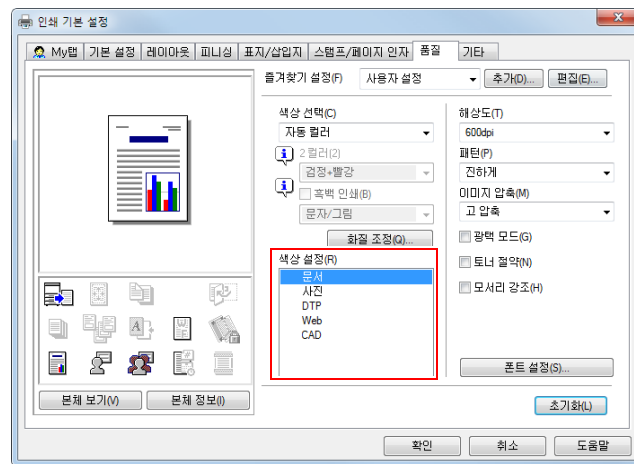 인쇄 기본 설정
My탭 기본 설정 레이아웃 피니싱 표지/삽입지 스탬프/페이지 인자 품질 기타
즐겨찾기 설정(F) 사용자 설정 추가(D)... 편집(E)...
색상 선택(C)
자동 컬러
2 컬러(2)
검정+빨강
흑백 인쇄(B)
문자/그림
화질 조정(Q)...
색상 설정(R)
문서
사진
DTP
Web
CAD
해상도(T)
600dpi
패턴(P)
진하게
이미지 압축(M)
고 압축
광택 모드(G)
토너 절약(N)
모서리 강조(H)
폰트 설정(S)...
본체 보기(V) 본체 정보(I)
초기화(L)
확인 취소 도움말